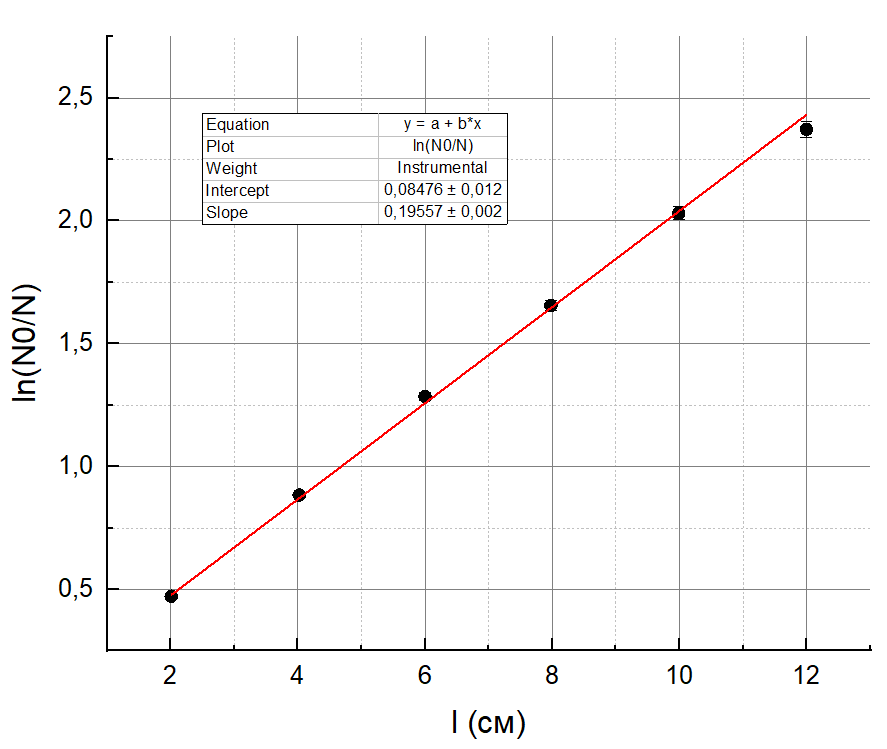 2,5
2,0
1,5
1,0
0,5
ln(N0/N)
Equation y = a + b*x
Plot ln(N0/N)
Weight Instrumental
Intercept 0,08476 ± 0,012
Slope 0,19557 ± 0,002
2 4 6 8 10 12
l (см)